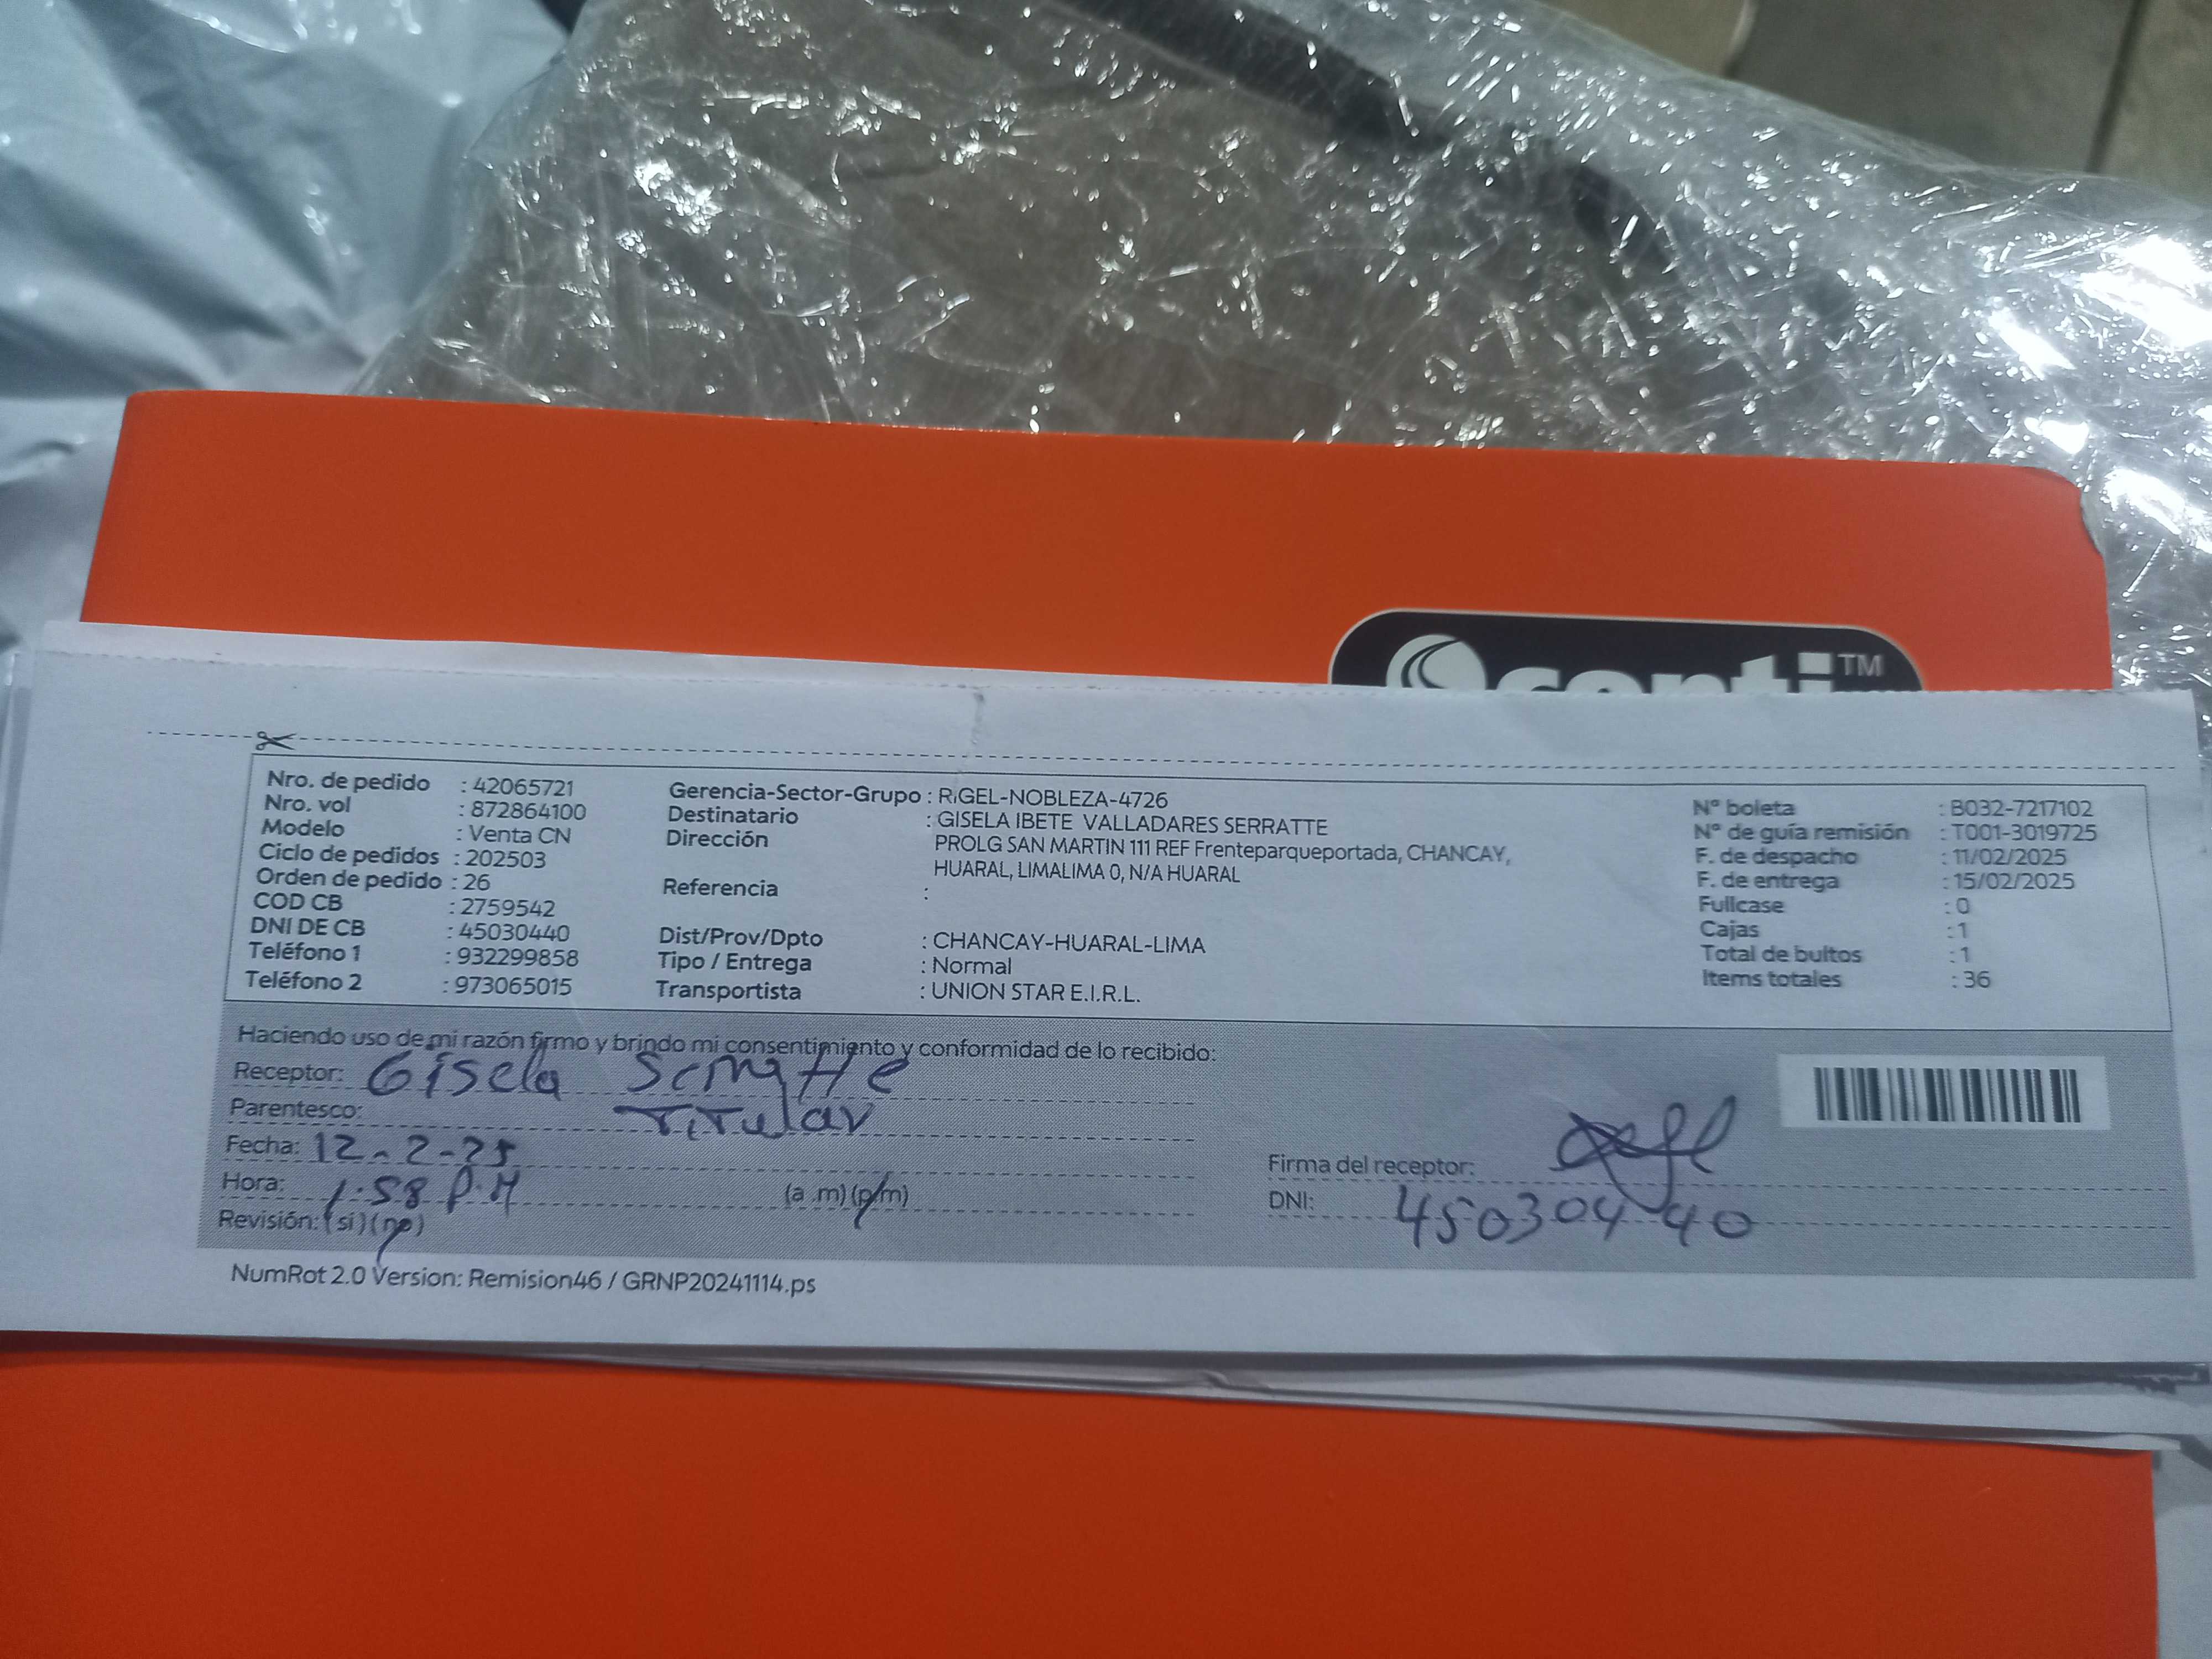 TM
Nro. de pedido : 42065721
Nro. vol : 872864100
Modelo : Venta CN
Ciclo de pedidos : 202503
Orden de pedido : 26
COD CB : 2759542
DNI DE CB : 45030440
Teléfono 1 : 932299858
Teléfono 2 : 973065015
Gerencia-Sector-Grupo : RIGEL-NOBLEZA-4726
Destinatario : GISELA IBETE VALLADARES SERRATTE
Dirección PROLG SAN MARTIN 111 REF Frenteparqueportada, CHANCAY,
HUARAL, LIMALIMA 0, N/A HUARAL
Referencia :
Dist/Prov/Dpto : CHANCAY-HUARAL-LIMA
Tipo / Entrega : Normal
Transportista : UNION STAR E.I.R.L.
N° boleta : B032-7217102
N° de guía remisión : T001-3019725
F. de despacho : 11/02/2025
F. de entrega : 15/02/2025
Fullcase : 0
Cajas : 1
Total de bultos : 1
Items totales : 36
Haciendo uso de mi razón firmo y brindo mi consentimiento y conformidad de lo recibido:
Receptor: Gisela Serratte
Parentesco: Titular
Fecha: 12-2-25
Hora: 1:58 P.M (a.m) (p/m)
Revisión: (si) (no)
Firma del receptor:
DNI: 45030440
NumRot 2.0 Version: Remision46 / GRNP20241114.ps